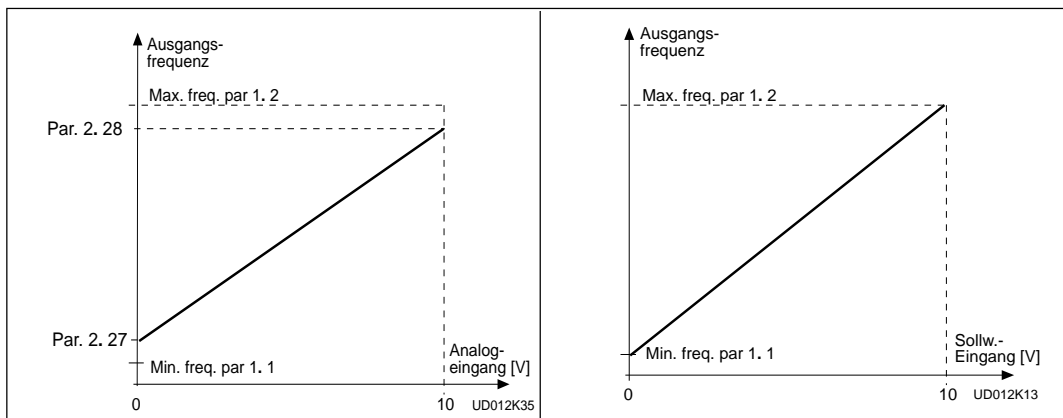 Ausgangs-
frequenz
Max. freq. par 1. 2
Par. 2. 28
Par. 2. 27
Min. freq. par 1. 1
Analog-
eingang [V]
0
10
UD012K35
Ausgangs-
frequenz
Max. freq. par 1. 2
Min. freq. par 1. 1
Sollw.-
Eingang [V]
0
10
UD012K13